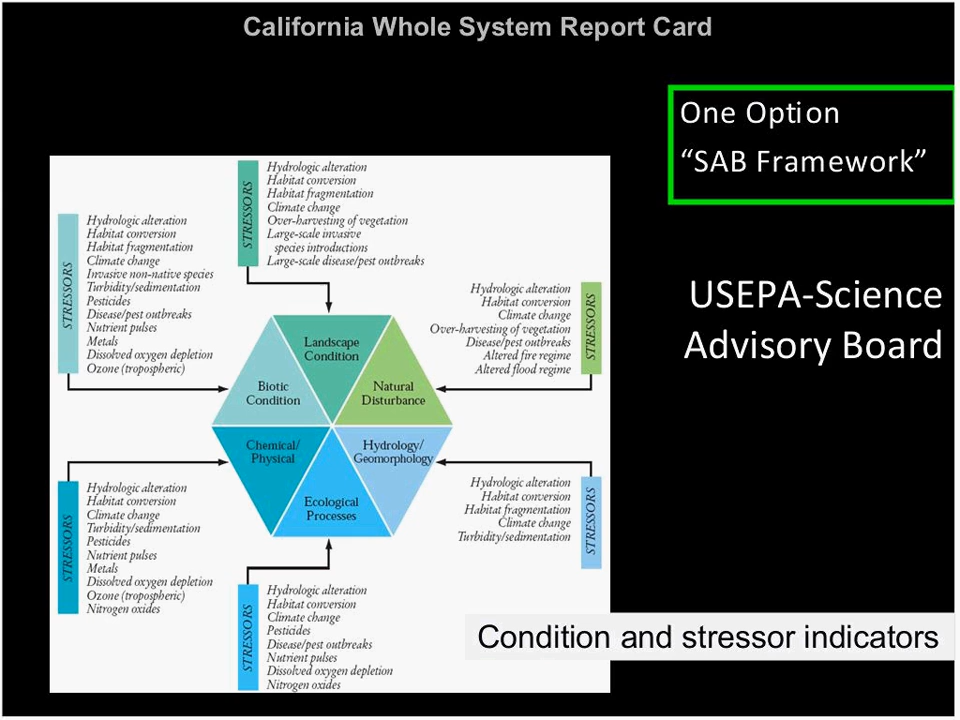 California Whole System Report Card
One Option
“SAB Framework”
USEPA-Science
Advisory Board
STRESSORS
Hydrologic alteration
Habitat conversion
Habitat fragmentation
Climate change
Over-harvesting of vegetation
Large-scale invasive
species introductions
Large-scale disease/pest outbreaks
STRESSORS
Hydrologic alteration
Habitat conversion
Habitat fragmentation
Climate change
Invasive non-native species
Turbidity/sedimentation
Pesticides
Disease/pest outbreaks
Nutrient pulses
Metals
Dissolved oxygen depletion
Ozone (tropospheric)
Hydrologic alteration
Habitat conversion
Climate change
Over-harvesting of vegetation
Disease/pest outbreaks
Altered fire regime
Altered flood regime
STRESSORS
Landscape
Condition
Biotic
Condition
Natural
Disturbance
Chemical/
Physical
Hydrology/
Geomorphology
Ecological
Processes
STRESSORS
Hydrologic alteration
Habitat conversion
Climate change
Turbidity/sedimentation
Pesticides
Nutrient pulses
Metals
Dissolved oxygen depletion
Ozone (tropospheric)
Nitrogen oxides
Hydrologic alteration
Habitat conversion
Habitat fragmentation
Climate change
Turbidity/sedimentation
STRESSORS
STRESSORS
Hydrologic alteration
Habitat conversion
Climate change
Pesticides
Disease/pest outbreaks
Nutrient pulses
Dissolved oxygen depletion
Nitrogen oxides
Condition and stressor indicators